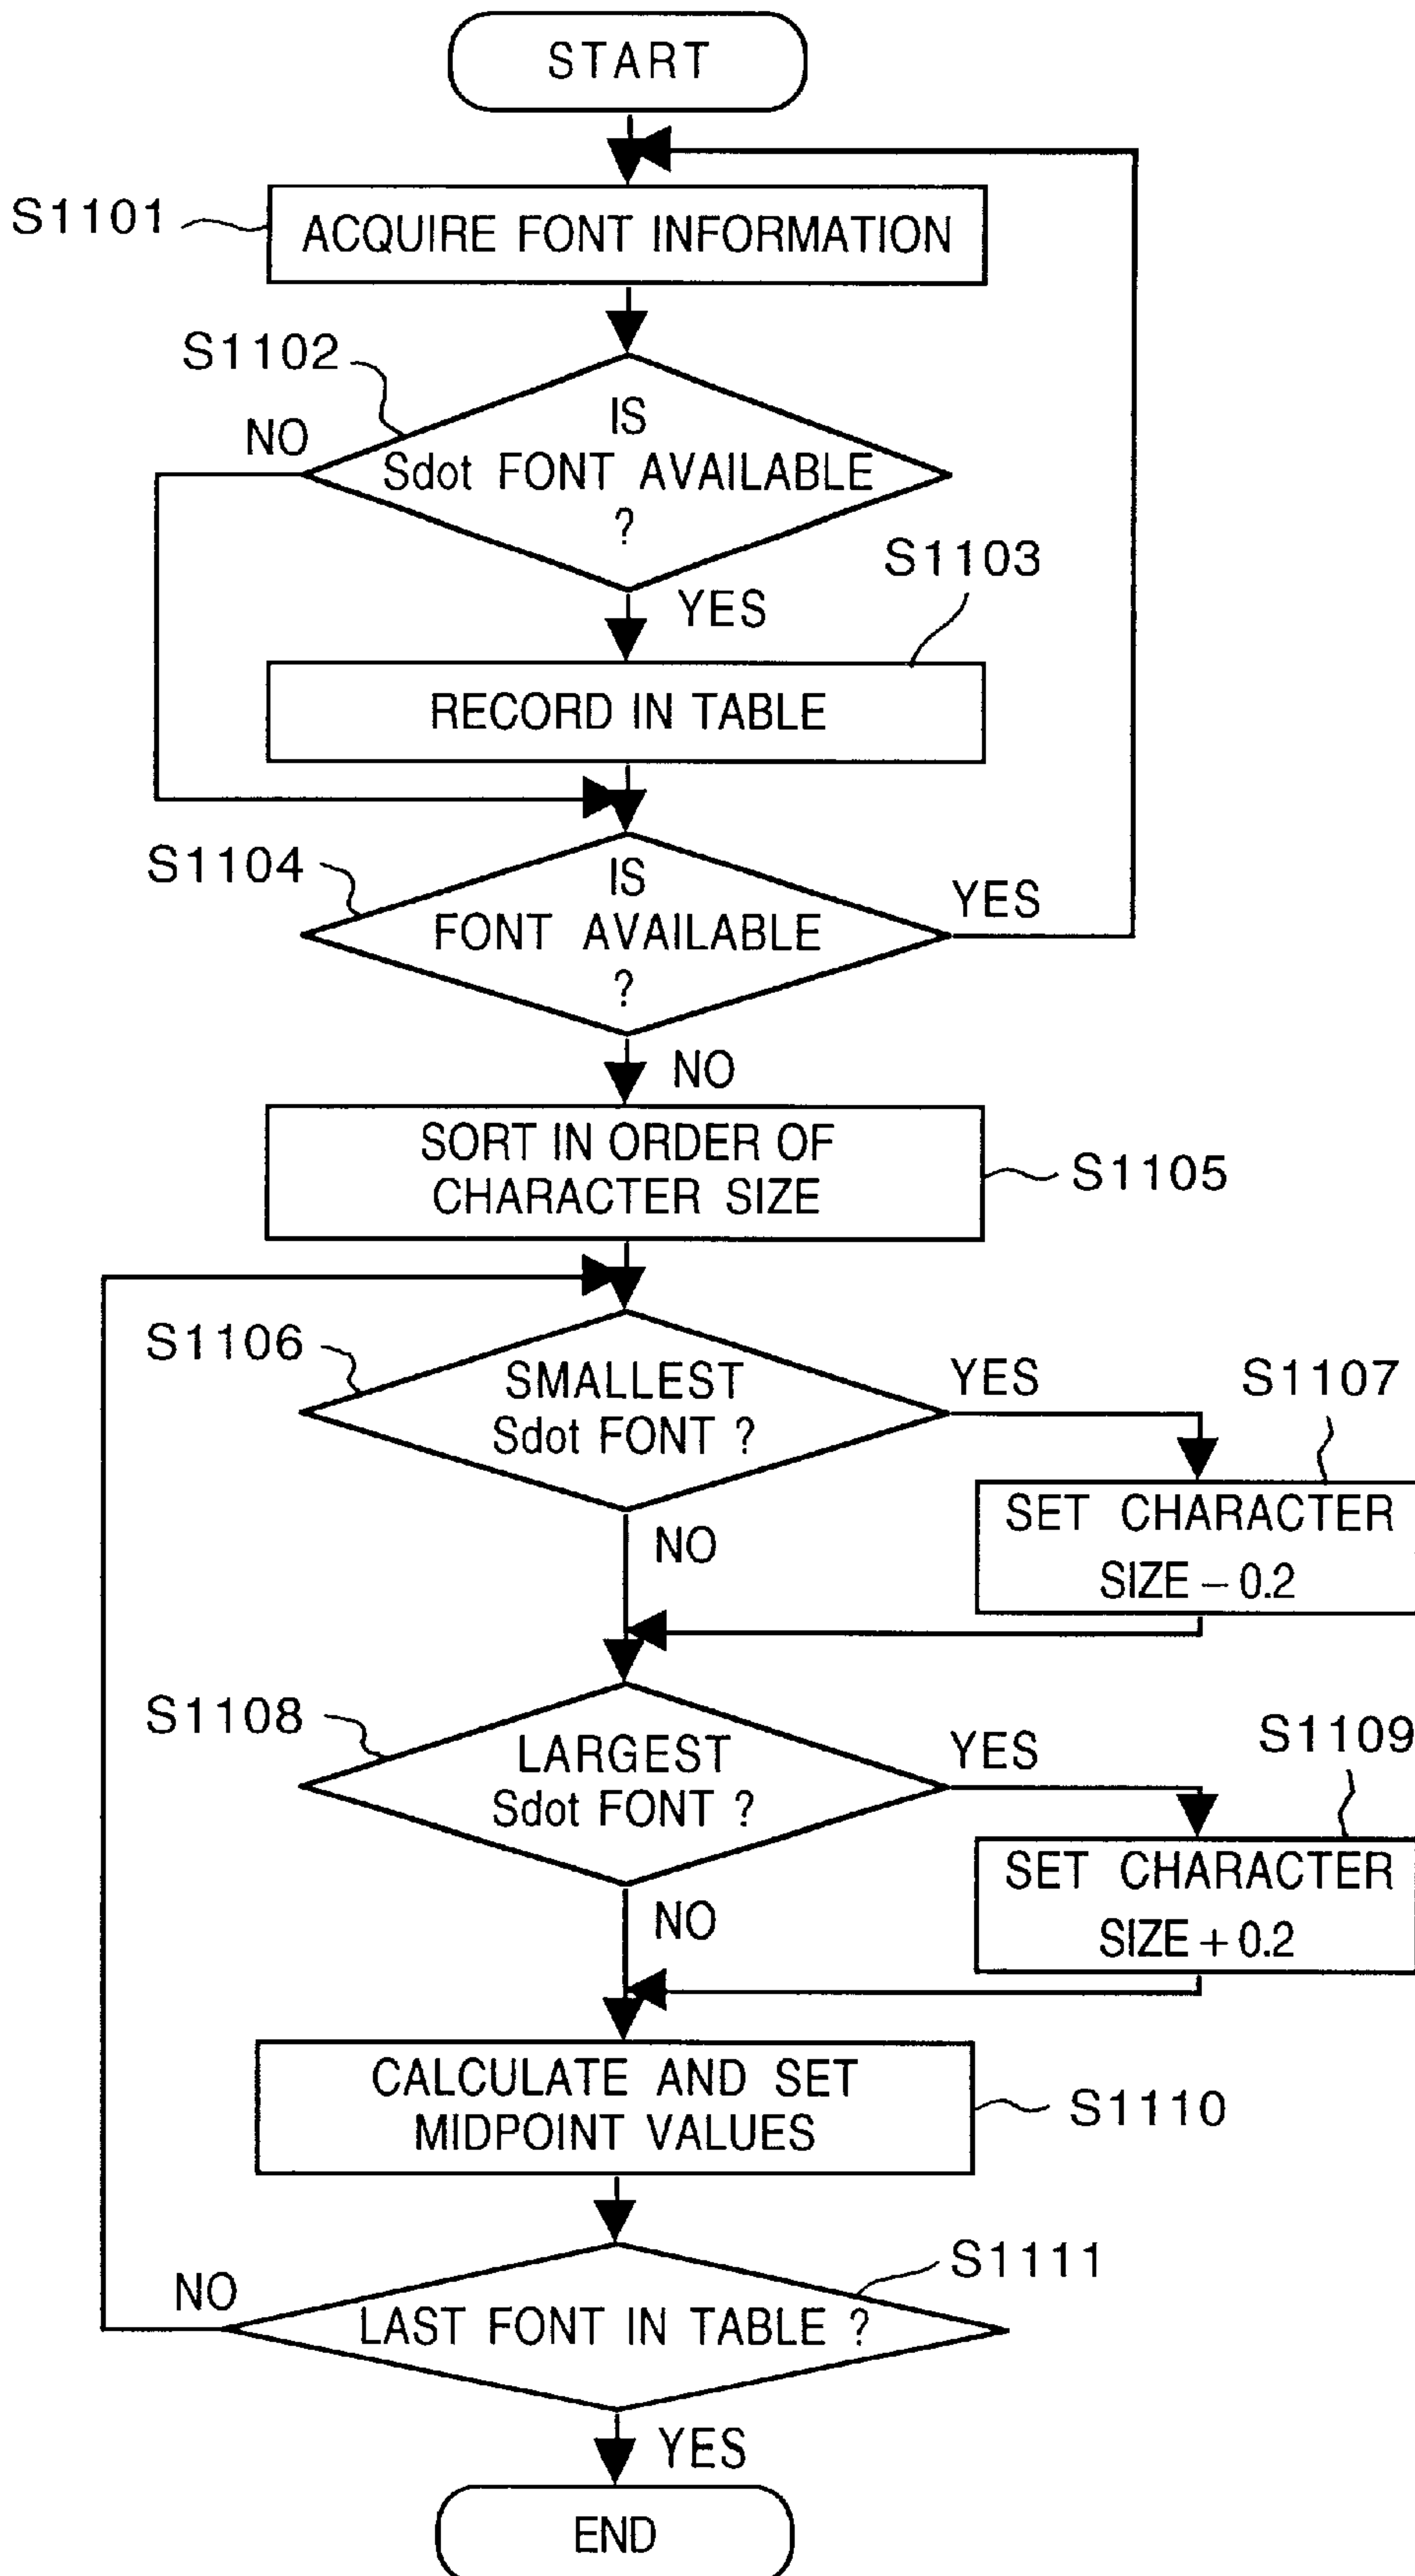 START
S1101
ACQUIRE FONT INFORMATION
S1102
NO
IS
Sdot FONT AVAILABLE
?
S1103
YES
RECORD IN TABLE
S1104
IS
FONT AVAILABLE
?
YES
NO
SORT IN ORDER OF
CHARACTER SIZE
S1105
S1106
SMALLEST
Sdot FONT ?
YES
S1107
SET CHARACTER
SIZE – 0.2
NO
S1108
LARGEST
Sdot FONT ?
YES
S1109
SET CHARACTER
SIZE + 0.2
NO
CALCULATE AND SET
MIDPOINT VALUES
S1110
S1111
NO
LAST FONT IN TABLE ?
YES
END